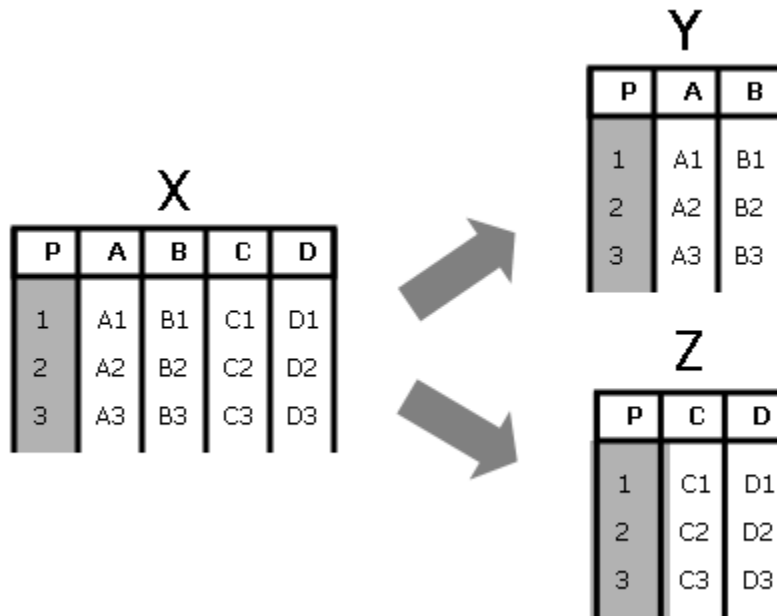 X
P A B C D
1 A1 B1 C1 D1
2 A2 B2 C2 D2
3 A3 B3 C3 D3
Y
P A B
1 A1 B1
2 A2 B2
3 A3 B3
Z
P C D
1 C1 D1
2 C2 D2
3 C3 D3